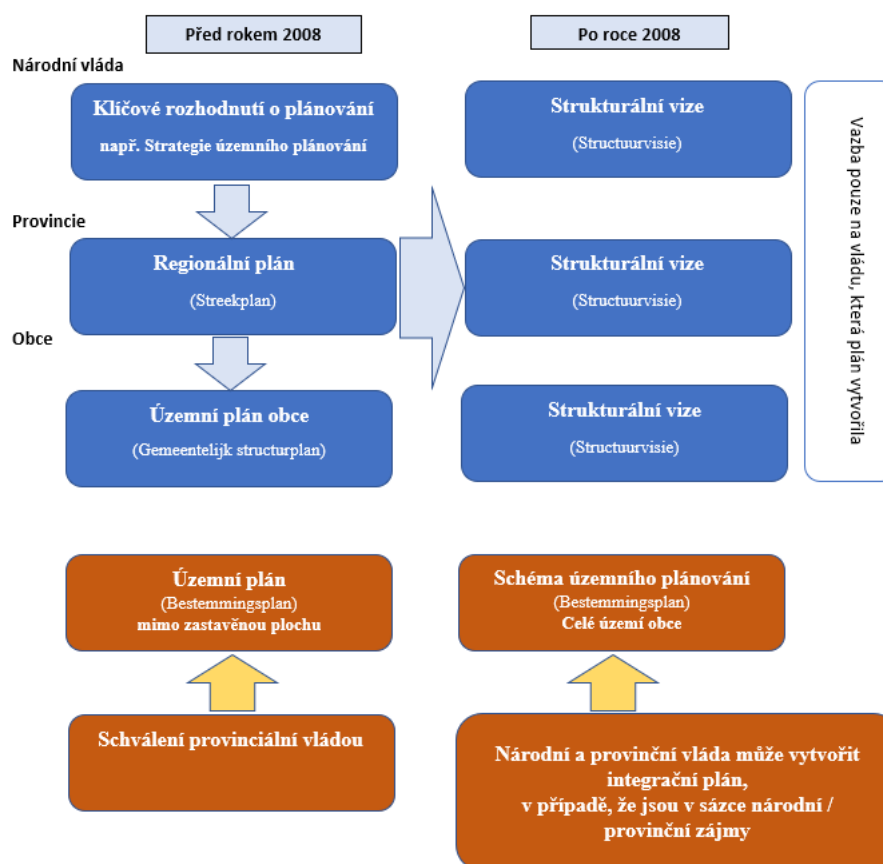 Před rokem 2008
Po roce 2008
Národní vláda
Klíčové rozhodnutí o plánování
např. Strategie územního plánování
Strukturální vize
(Structuurvisie)
Provincie
Regionální plán
(Streekplan)
Strukturální vize
(Structuurvisie)
Obce
Územní plán obce
(Gemeentelijk structurplan)
Strukturální vize
(Structuurvisie)
Vazba pouze na vládu, která plán vytvořila
Územní plán
(Bestemmingsplan)
mimo zastavěnou plochu
Schéma územního plánování
(Bestemmingsplan)
Celé území obce
Schválení provinciální vládou
Národní a provinční vláda může vytvořit
integrační plán,
v případě, že jsou v sázce národní /
provinční zájmy